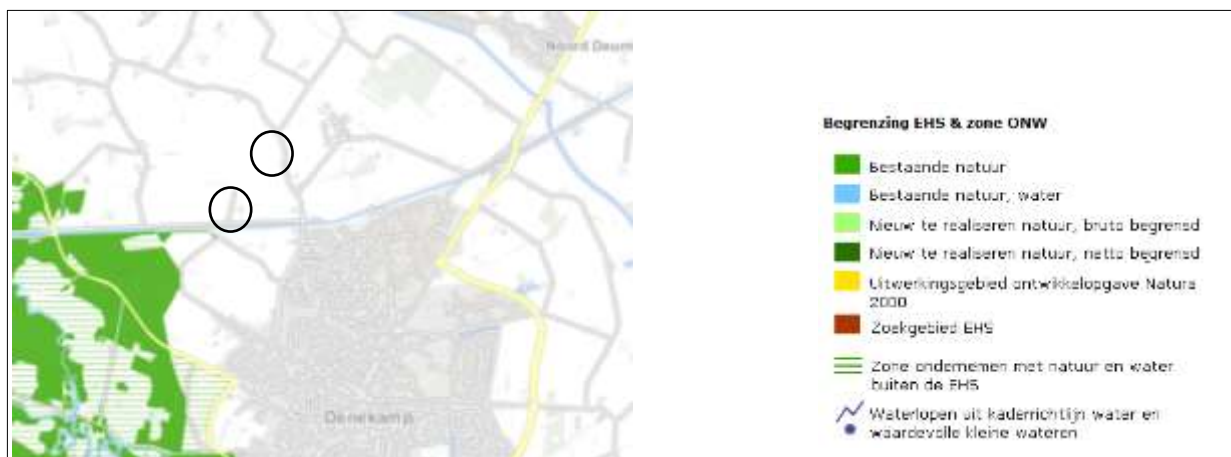 Noord Deurn
Denekamp
Begrenzing EHS & zone ONW
Bestaande natuur
Bestaande natuur, water
Nieuw te realiseren natuur, bruto begrensd
Nieuw te realiseren natuur, netto begrensd
Uitwerkingsgebied ontwikkelopgave Natura
2000
Zoekgebied EHS
Zone ondernemen met natuur en water
buiten de EHS
Waterlopen uit kaderrichtlijn water en
waardevolle kleine wateren